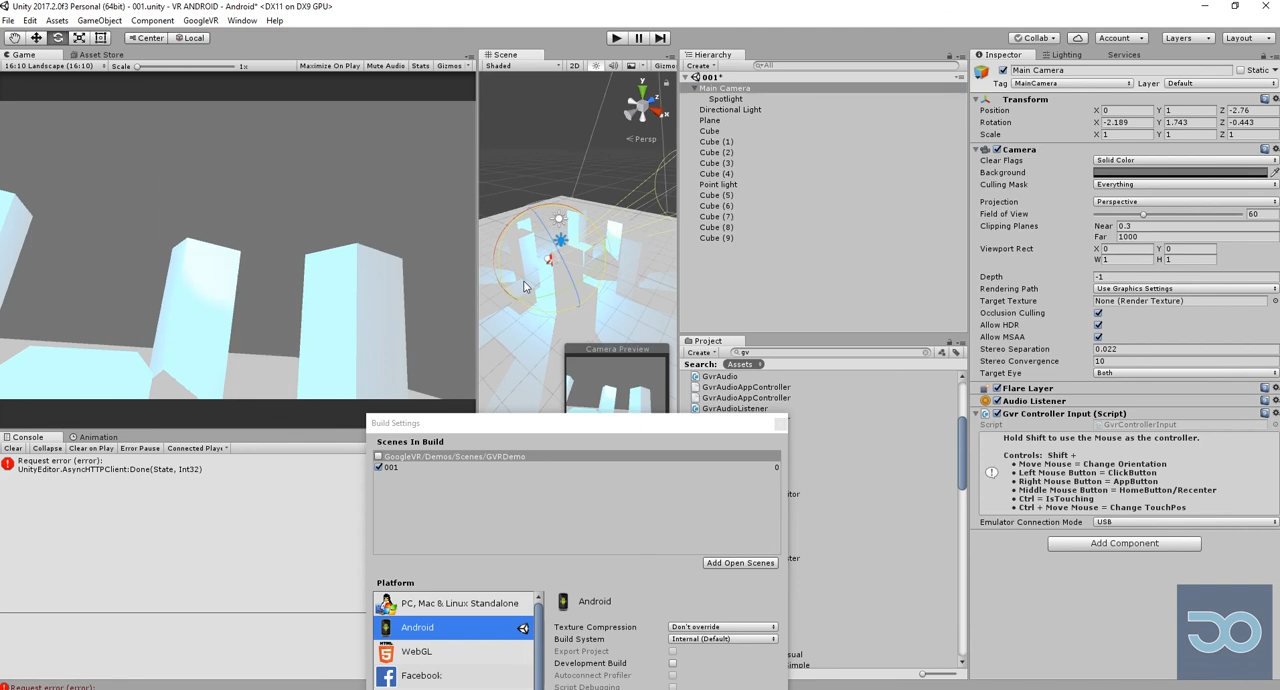 Unity 2017.2.0f3 Personal (64bit) - 001.unity - VR ANDROID - Android* <DX11 on DX9 GPU>
File Edit Assets GameObject Component GoogleVR Window Help
Center Local Collab Account Layers Layout
Game Asset Store
16:10 Landscape (16:10) Scale 1x Maximize On Play Mute Audio Stats Gizmos
Scene
Shaded 2D Gizmo
y
z
x
Persp
Camera Preview
Hierarchy
Create All
001*
Main Camera
Spotlight
Directional Light
Plane
Cube
Cube (1)
Cube (2)
Cube (3)
Cube (4)
Point light
Cube (5)
Cube (6)
Cube (7)
Cube (8)
Cube (9)
Project
Create gv
Search: Assets
GvrAudio
GvrAudioAppController
GvrAudioAppController
GvrAudioListener
Inspector Lighting Services
Main Camera Static
Tag MainCamera Layer Default
Transform
Position X 0 Y 1 Z -2.76
Rotation X -2.189 Y 1.743 Z -0.443
Scale X 1 Y 1 Z 1
Camera
Clear Flags Solid Color
Background
Culling Mask Everything
Projection Perspective
Field of View 60
Clipping Planes Near 0.3
Far 1000
Viewport Rect X 0 Y 0
W 1 H 1
Depth -1
Rendering Path Use Graphics Settings
Target Texture None (Render Texture)
Occlusion Culling
Allow HDR
Allow MSAA
Stereo Separation 0.022
Stereo Convergence 10
Target Eye Both
Flare Layer
Audio Listener
Gvr Controller Input (Script)
Script GvrControllerInput
Hold Shift to use the Mouse as the controller.
Controls: Shift +
• Move Mouse = Change Orientation
• Left Mouse Button = ClickButton
• Right Mouse Button = AppButton
• Middle Mouse Button = HomeButton/Recenter
• Ctrl = IsTouching
• Ctrl + Move Mouse = Change TouchPos
Emulator Connection Mode USB
Add Component
Console Animation
Clear Collapse Clear on Play Error Pause Connected Playe
Request error (error):
UnityEditor.AsyncHTTPClient:Done(State, Int32)
Request error (error):
Build Settings
Scenes In Build
GoogleVR/Demos/Scenes/GVRDemo
001 0
Add Open Scenes
Platform
PC, Mac & Linux Standalone
Android
WebGL
Facebook
Android
Texture Compression Don't override
Build System Internal (Default)
Export Project
Development Build
Autoconnect Profiler
Script Debugging